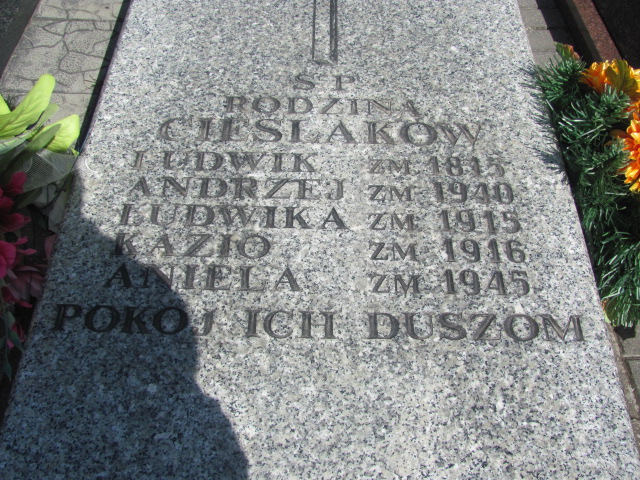 Ś P
RODZINA
CIEŚLAKÓW
LUDWIK ZM. 1815
ANDRZEJ ZM. 1940
LUDWIKA ZM. 1915
KAZIO ZM. 1916
ANIELA ZM. 1945
POKÓJ ICH DUSZOM